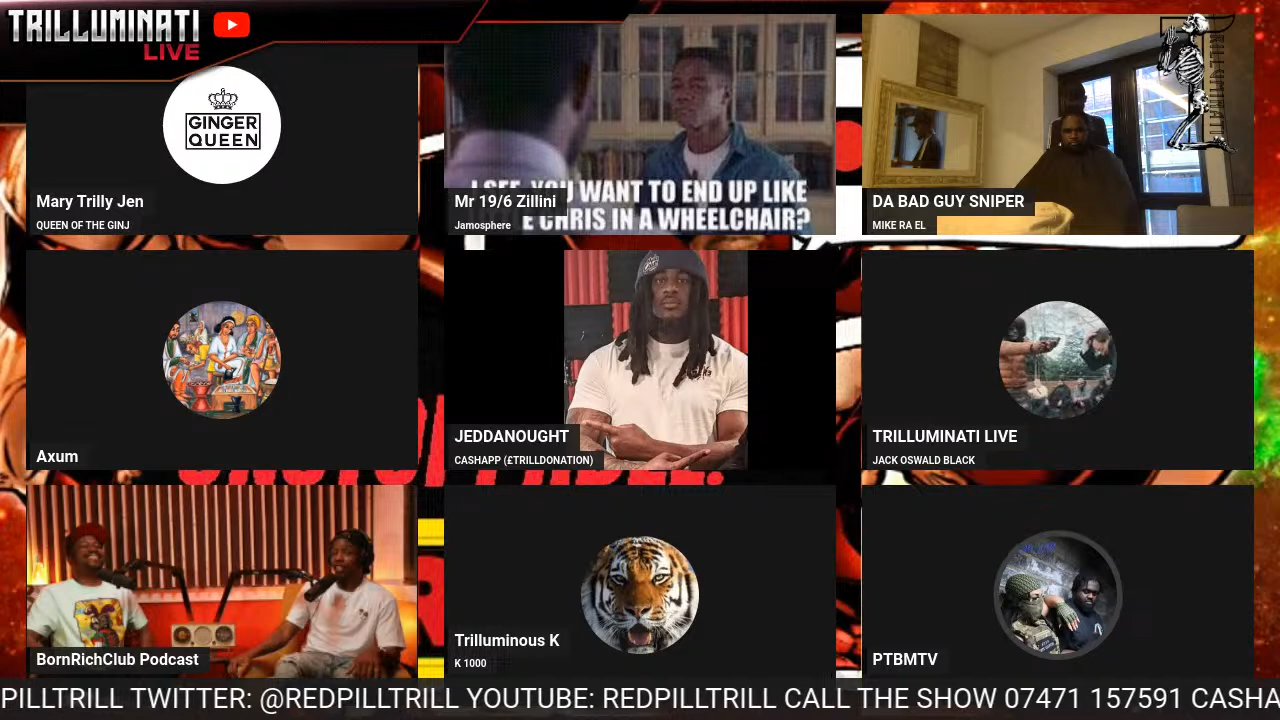 TRILLUMINATI
LIVE
GINGER
QUEEN
Mary Trilly Jen
QUEEN OF THE GINJ
I SEE, YOU WANT TO END UP LIKE
E CHRIS IN A WHEELCHAIR?
Mr 19/6 Zillini
Jamosphere
TRILLUMINATI
DA BAD GUY SNIPER
MIKE RA EL
Axum
JEDDANOUGHT
CASHAPP (£TRILLDONATION)
TRILLUMINATI LIVE
JACK OSWALD BLACK
BornRichClub Podcast
Trilluminous K
K 1000
PTBMTV
PILLTRILL TWITTER: @REDPILLTRILL YOUTUBE: REDPILLTRILL CALL THE SHOW 07471 157591 CASHA